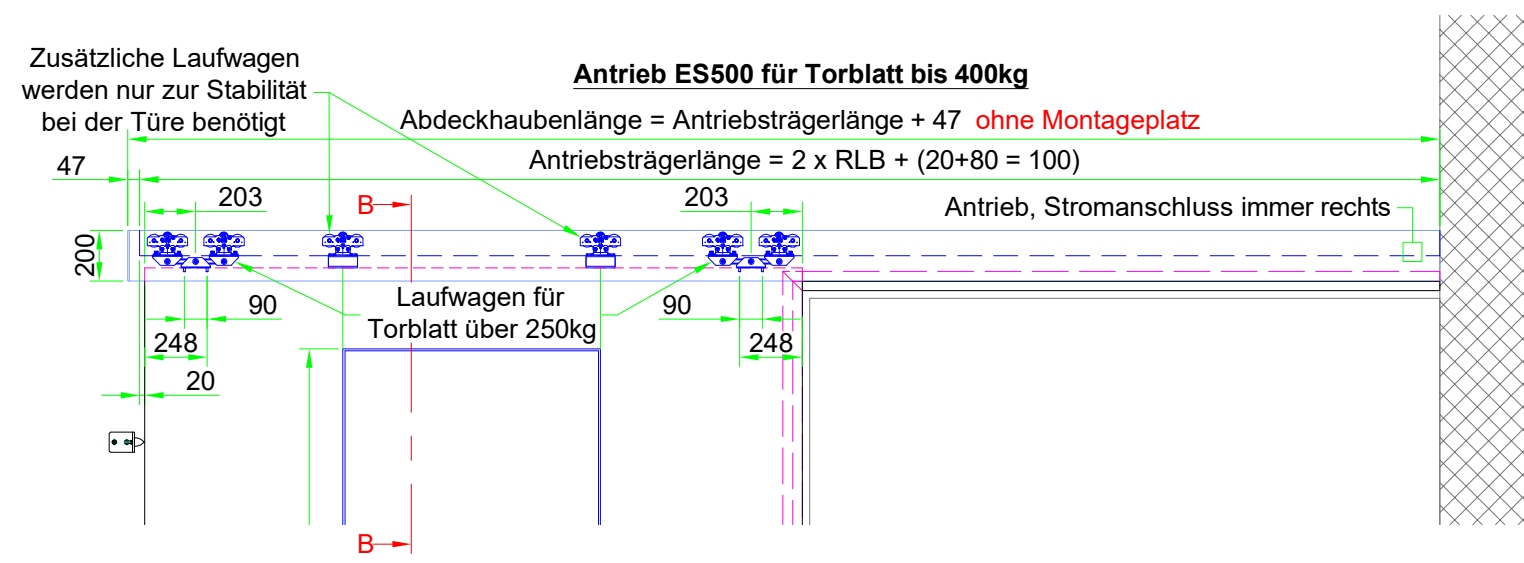 Zusätzliche Laufwagen
werden nur zur Stabilität
bei der Türe benötigt
Antrieb ES500 für Torblatt bis 400kg
Abdeckhaubenlänge = Antriebsträgerlänge + 47 ohne Montageplatz
Antriebsträgerlänge = 2 x RLB + (20+80 = 100)
47
203
B
203
Antrieb, Stromanschluss immer rechts
200
90
Laufwagen für
Torblatt über 250kg
90
248
248
20
B